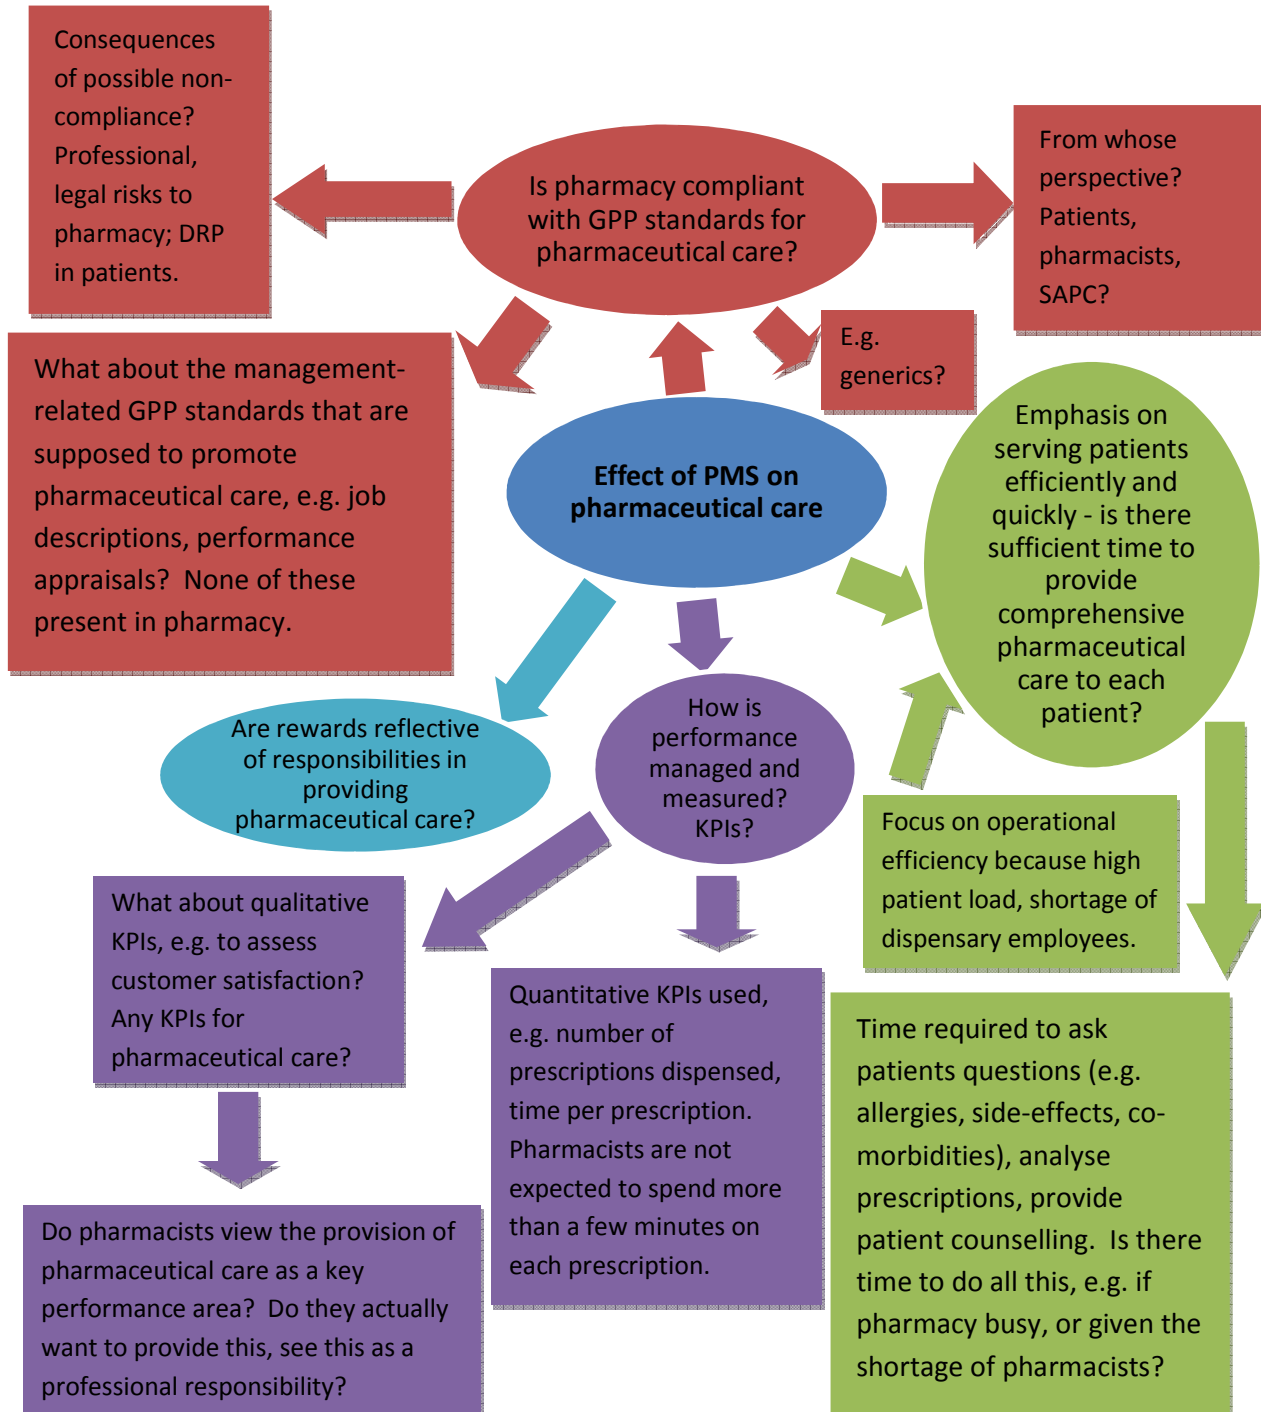 Consequences
of possible non-
compliance?
Professional,
legal risks to
pharmacy; DRP
in patients.
Is pharmacy compliant
with GPP standards for
pharmaceutical care?
From whose
perspective?
Patients,
pharmacists,
SAPC?
E.g.
generics?
What about the management-
related GPP standards that are
supposed to promote
pharmaceutical care, e.g. job
descriptions, performance
appraisals?  None of these
present in pharmacy.
Effect of PMS on
pharmaceutical care
Emphasis on
serving patients
efficiently and
quickly - is there
sufficient time to
provide
comprehensive
pharmaceutical
care to each
patient?
Are rewards reflective
of responsibilities in
providing
pharmaceutical care?
How is
performance
managed and
measured?
KPIs?
Focus on operational
efficiency because high
patient load, shortage of
dispensary employees.
What about qualitative
KPIs, e.g. to assess
customer satisfaction?
Any KPIs for
pharmaceutical care?
Quantitative KPIs used,
e.g. number of
prescriptions dispensed,
time per prescription.
Pharmacists are not
expected to spend more
than a few minutes on
each prescription.
Time required to ask
patients questions (e.g.
allergies, side-effects, co-
morbidities), analyse
prescriptions, provide
patient counselling.  Is there
time to do all this, e.g. if
pharmacy busy, or given the
shortage of pharmacists?
Do pharmacists view the provision of
pharmaceutical care as a key
performance area?  Do they actually
want to provide this, see this as a
professional responsibility?